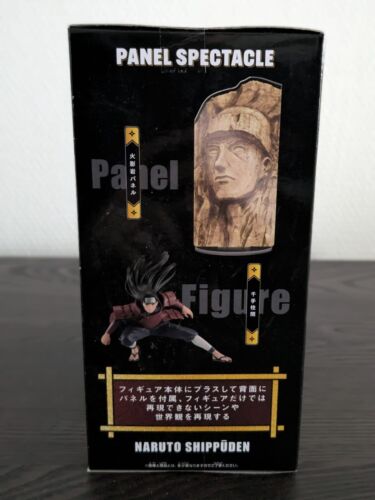 PANEL SPECTACLE
火影岩パネル
Panel
千手柱間
Figure
フィギュア本体にプラスして背面に
パネルを付属、フィギュアだけでは
再現できないシーンや
世界観を再現する
NARUTO SHIPPŪDEN